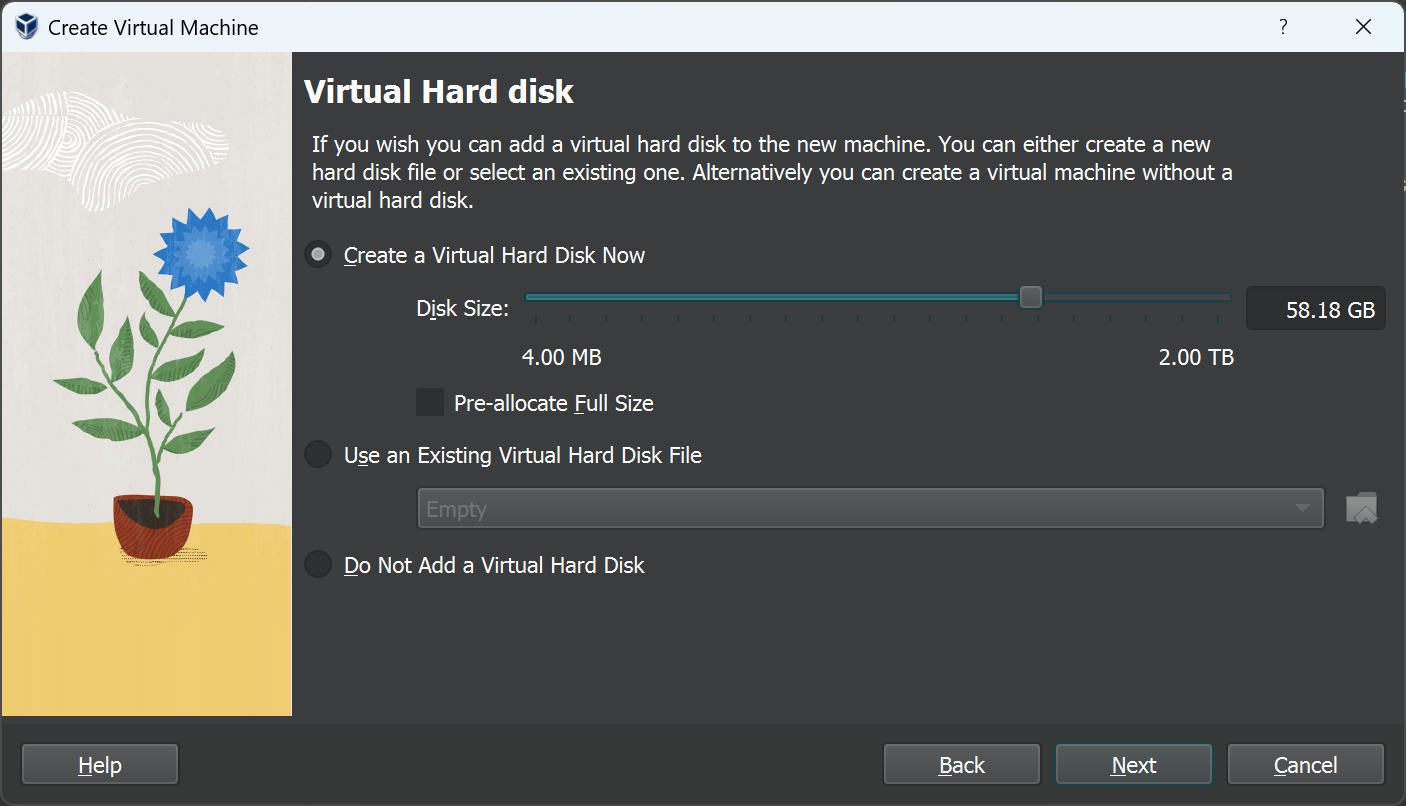 Create Virtual Machine
?
Virtual Hard disk
If you wish you can add a virtual hard disk to the new machine. You can either create a new
hard disk file or select an existing one. Alternatively you can create a virtual machine without a
virtual hard disk.
Create a Virtual Hard Disk Now
Disk Size:
58.18 GB
4.00 MB
2.00 TB
Pre-allocate Full Size
Use an Existing Virtual Hard Disk File
Empty
Do Not Add a Virtual Hard Disk
Help
Back
Next
Cancel